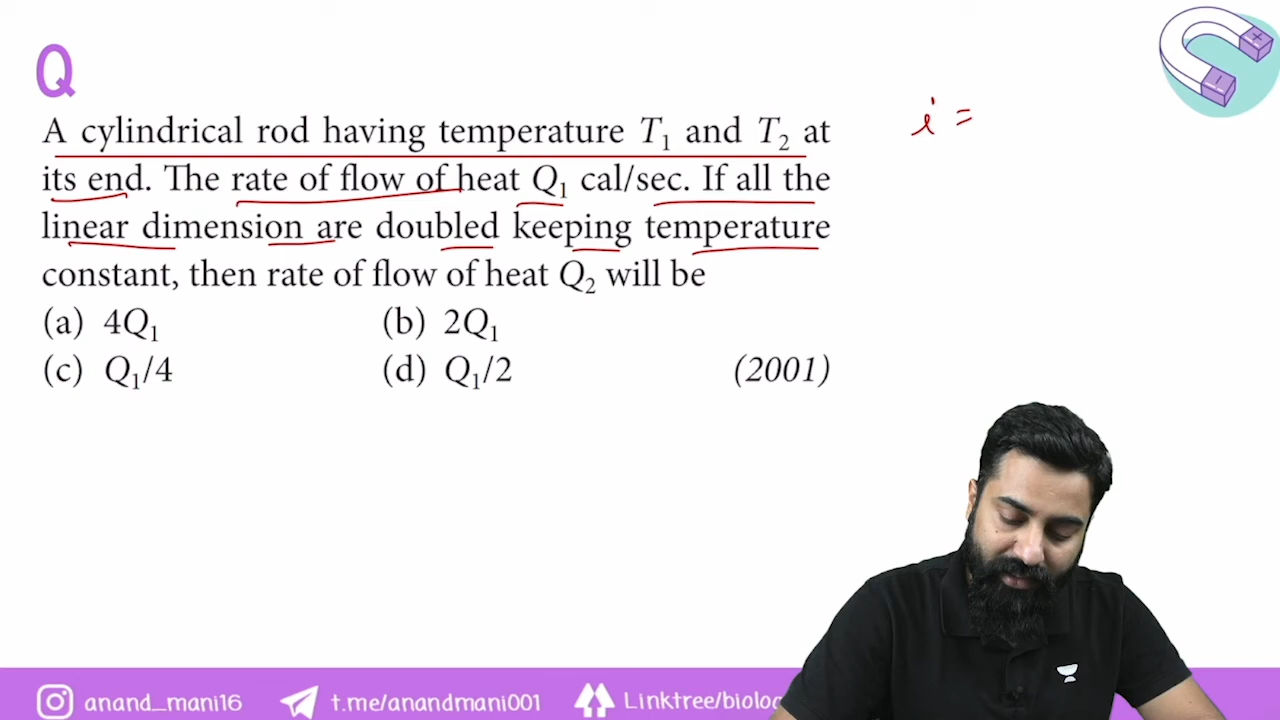 Q
A cylindrical rod having temperature T₁ and T₂ at
its end. The rate of flow of heat Q₁ cal/sec. If all the
linear dimension are doubled keeping temperature
constant, then rate of flow of heat Q₂ will be
(a) 4Q₁ (b) 2Q₁
(c) Q₁/4 (d) Q₁/2 (2001)
i =
anand_mani16 t.me/anandmani001 Linktree/biolog